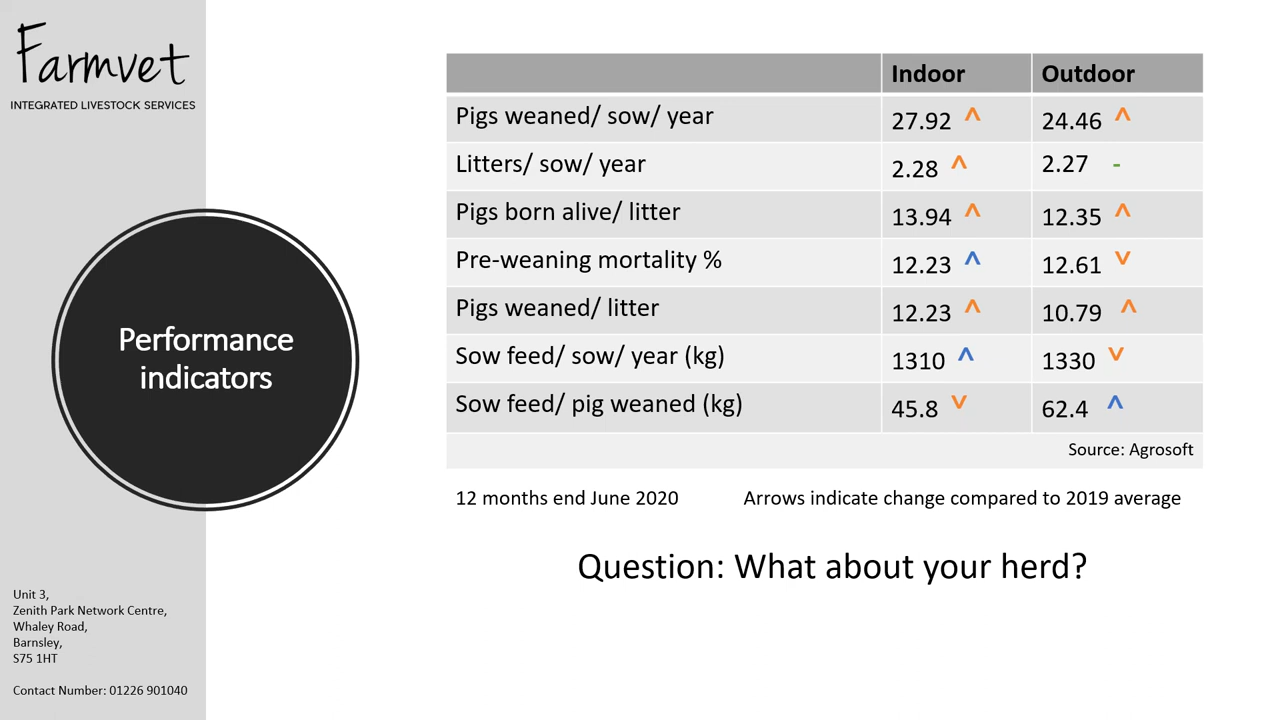 Farmvet
INTEGRATED LIVESTOCK SERVICES
Performance
indicators
Unit 3,
Zenith Park Network Centre,
Whaley Road,
Barnsley,
S75 1HT
Contact Number: 01226 901040
Indoor Outdoor
Pigs weaned/ sow/ year 27.92 ^ 24.46 ^
Litters/ sow/ year 2.28 ^ 2.27 -
Pigs born alive/ litter 13.94 ^ 12.35 ^
Pre-weaning mortality % 12.23 ^ 12.61 v
Pigs weaned/ litter 12.23 ^ 10.79 ^
Sow feed/ sow/ year (kg) 1310 ^ 1330 v
Sow feed/ pig weaned (kg) 45.8 v 62.4 ^
Source: Agrosoft
12 months end June 2020 Arrows indicate change compared to 2019 average
Question: What about your herd?